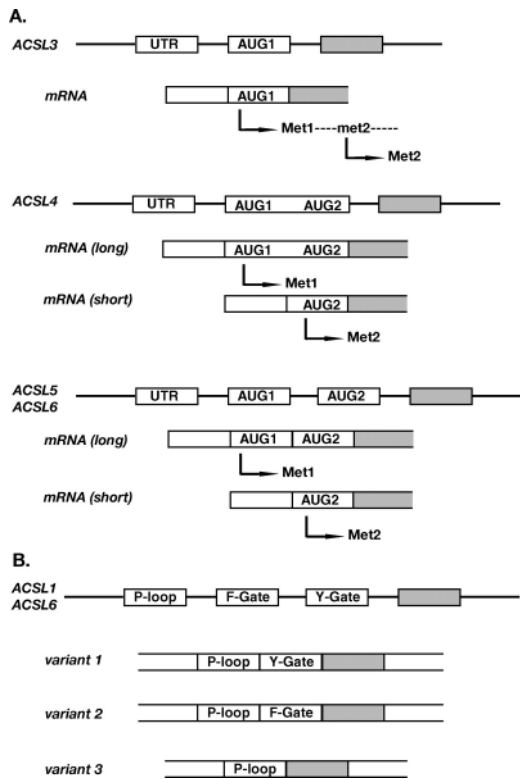 A.
ACSL3 UTR AUG1
mRNA AUG1
Met1-----met2-----
Met2
ACSL4 UTR AUG1 AUG2
mRNA (long) AUG1 AUG2
Met1
mRNA (short) AUG2
Met2
ACSL5
ACSL6 UTR AUG1 AUG2
mRNA (long) AUG1 AUG2
Met1
mRNA (short) AUG2
Met2
B.
ACSL1
ACSL6 P-loop F-Gate Y-Gate
variant 1 P-loop Y-Gate
variant 2 P-loop F-Gate
variant 3 P-loop